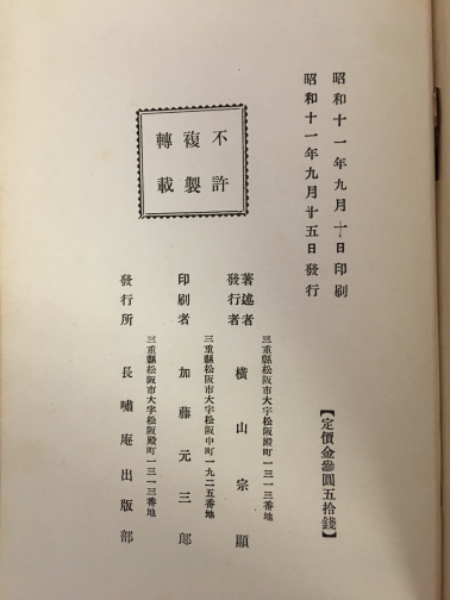 昭和十一年九月十日印刷
昭和十一年九月廿五日發行
【定價金參圓五拾錢】
不許
複製
轉載
三重縣松阪市大字松阪殿町一三一三番地
著述者
發行者
橫山宗顯
三重縣松阪市大字松阪中町一九二五番地
印刷者 加藤元三郞
三重縣松阪市大字松阪殿町一三一三番地
發行所 長嘯庵出版部